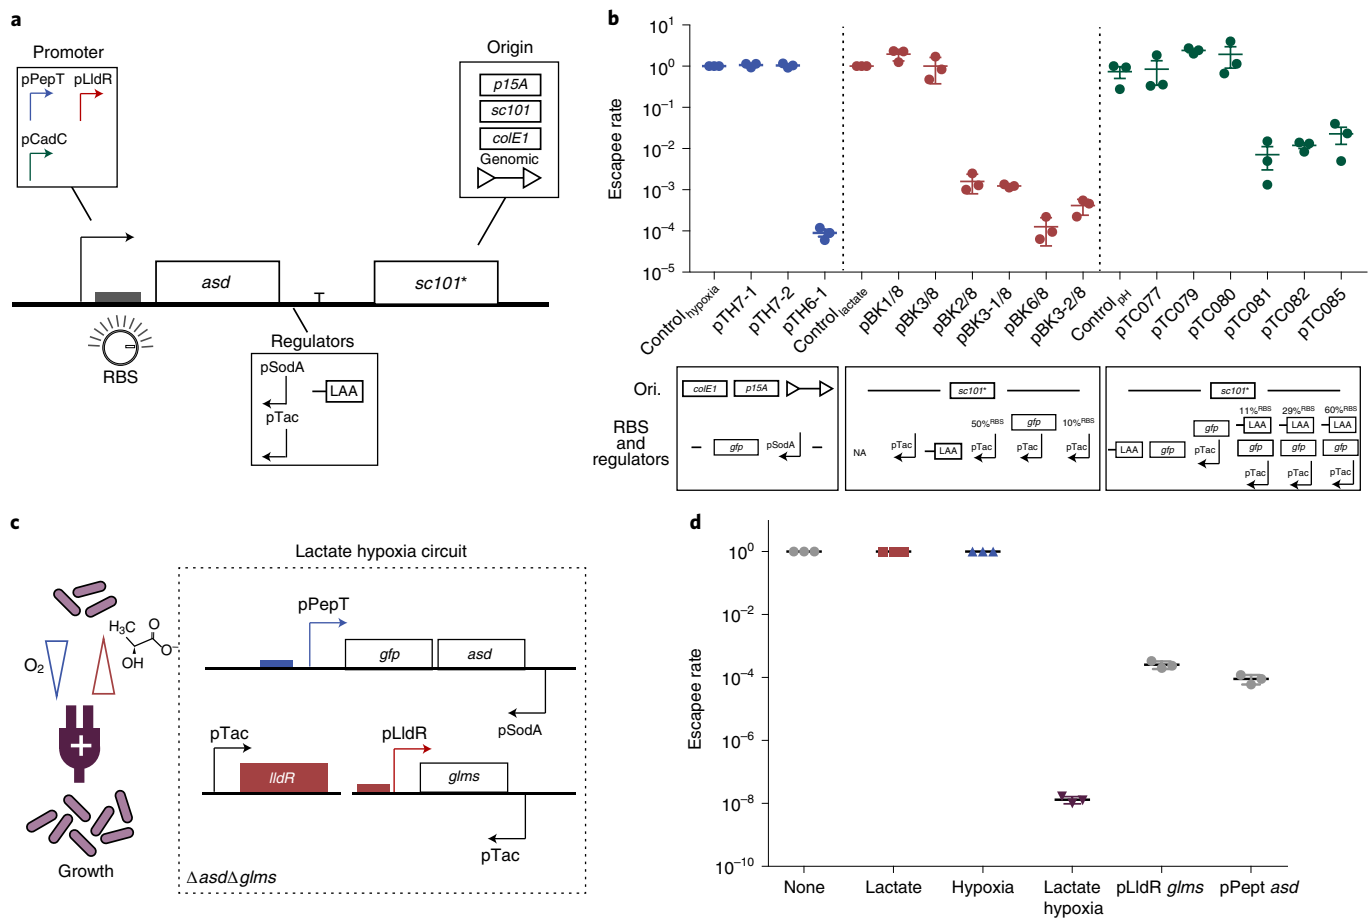 a
Promoter
pPepT pLldR
pCadC
Origin
p15A
sc101
colE1
Genomic
asd
sc101*
RBS
Regulators
pSodA
LAA
pTac
b
Escapee rate
10¹
10⁰
10⁻¹
10⁻²
10⁻³
10⁻⁴
10⁻⁵
Control hypoxia
pTH7-1
pTH7-2
pTH6-1
Control lactate
pBK1/8
pBK3/8
pBK2/8
pBK3-1/8
pBK6/8
pBK3-2/8
Control pH
pTC077
pTC079
pTC080
pTC081
pTC082
pTC085
Ori.
colE1 p15A
sc101*
sc101*
RBS
and
regulators
gfp pSodA
NA pTac LAA 50%RBS pTac gfp pTac 10%RBS pTac
LAA gfp gfp pTac 11%RBS LAA gfp pTac 29%RBS LAA gfp pTac 60%RBS LAA gfp pTac
c
Lactate hypoxia circuit
H₃C O O⁻ OH
O₂
+
Growth
pPepT
gfp asd
pSodA
pTac pLldR
lldR glms
pTac
ΔasdΔglms
d
Escapee rate
10⁰
10⁻²
10⁻⁴
10⁻⁶
10⁻⁸
10⁻¹⁰
None
Lactate
Hypoxia
Lactate
hypoxia
pLldR glms
pPept asd